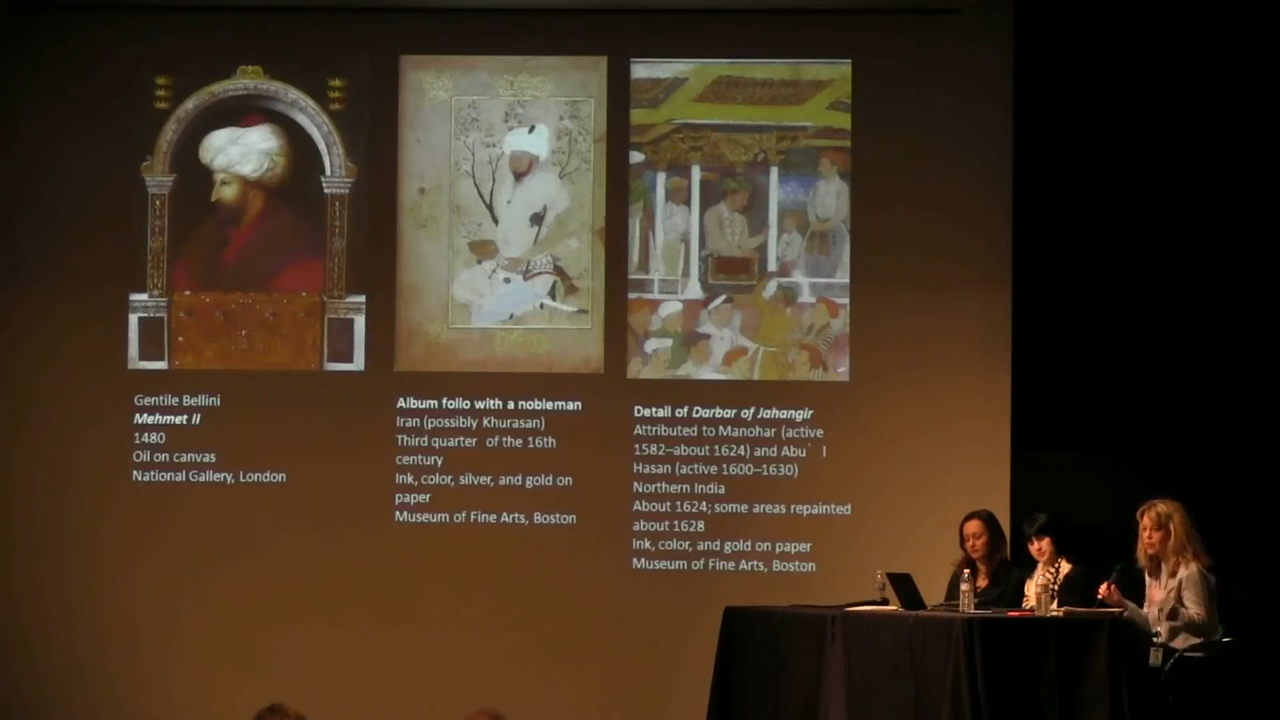 Gentile Bellini
Mehmet II
1480
Oil on canvas
National Gallery, London
Album folio with a nobleman
Iran (possibly Khurasan)
Third quarter of the 16th
century
Ink, color, silver, and gold on
paper
Museum of Fine Arts, Boston
Detail of Darbar of Jahangir
Attributed to Manohar (active
1582–about 1624) and Abu' l
Hasan (active 1600–1630)
Northern India
About 1624; some areas repainted
about 1628
Ink, color, and gold on paper
Museum of Fine Arts, Boston